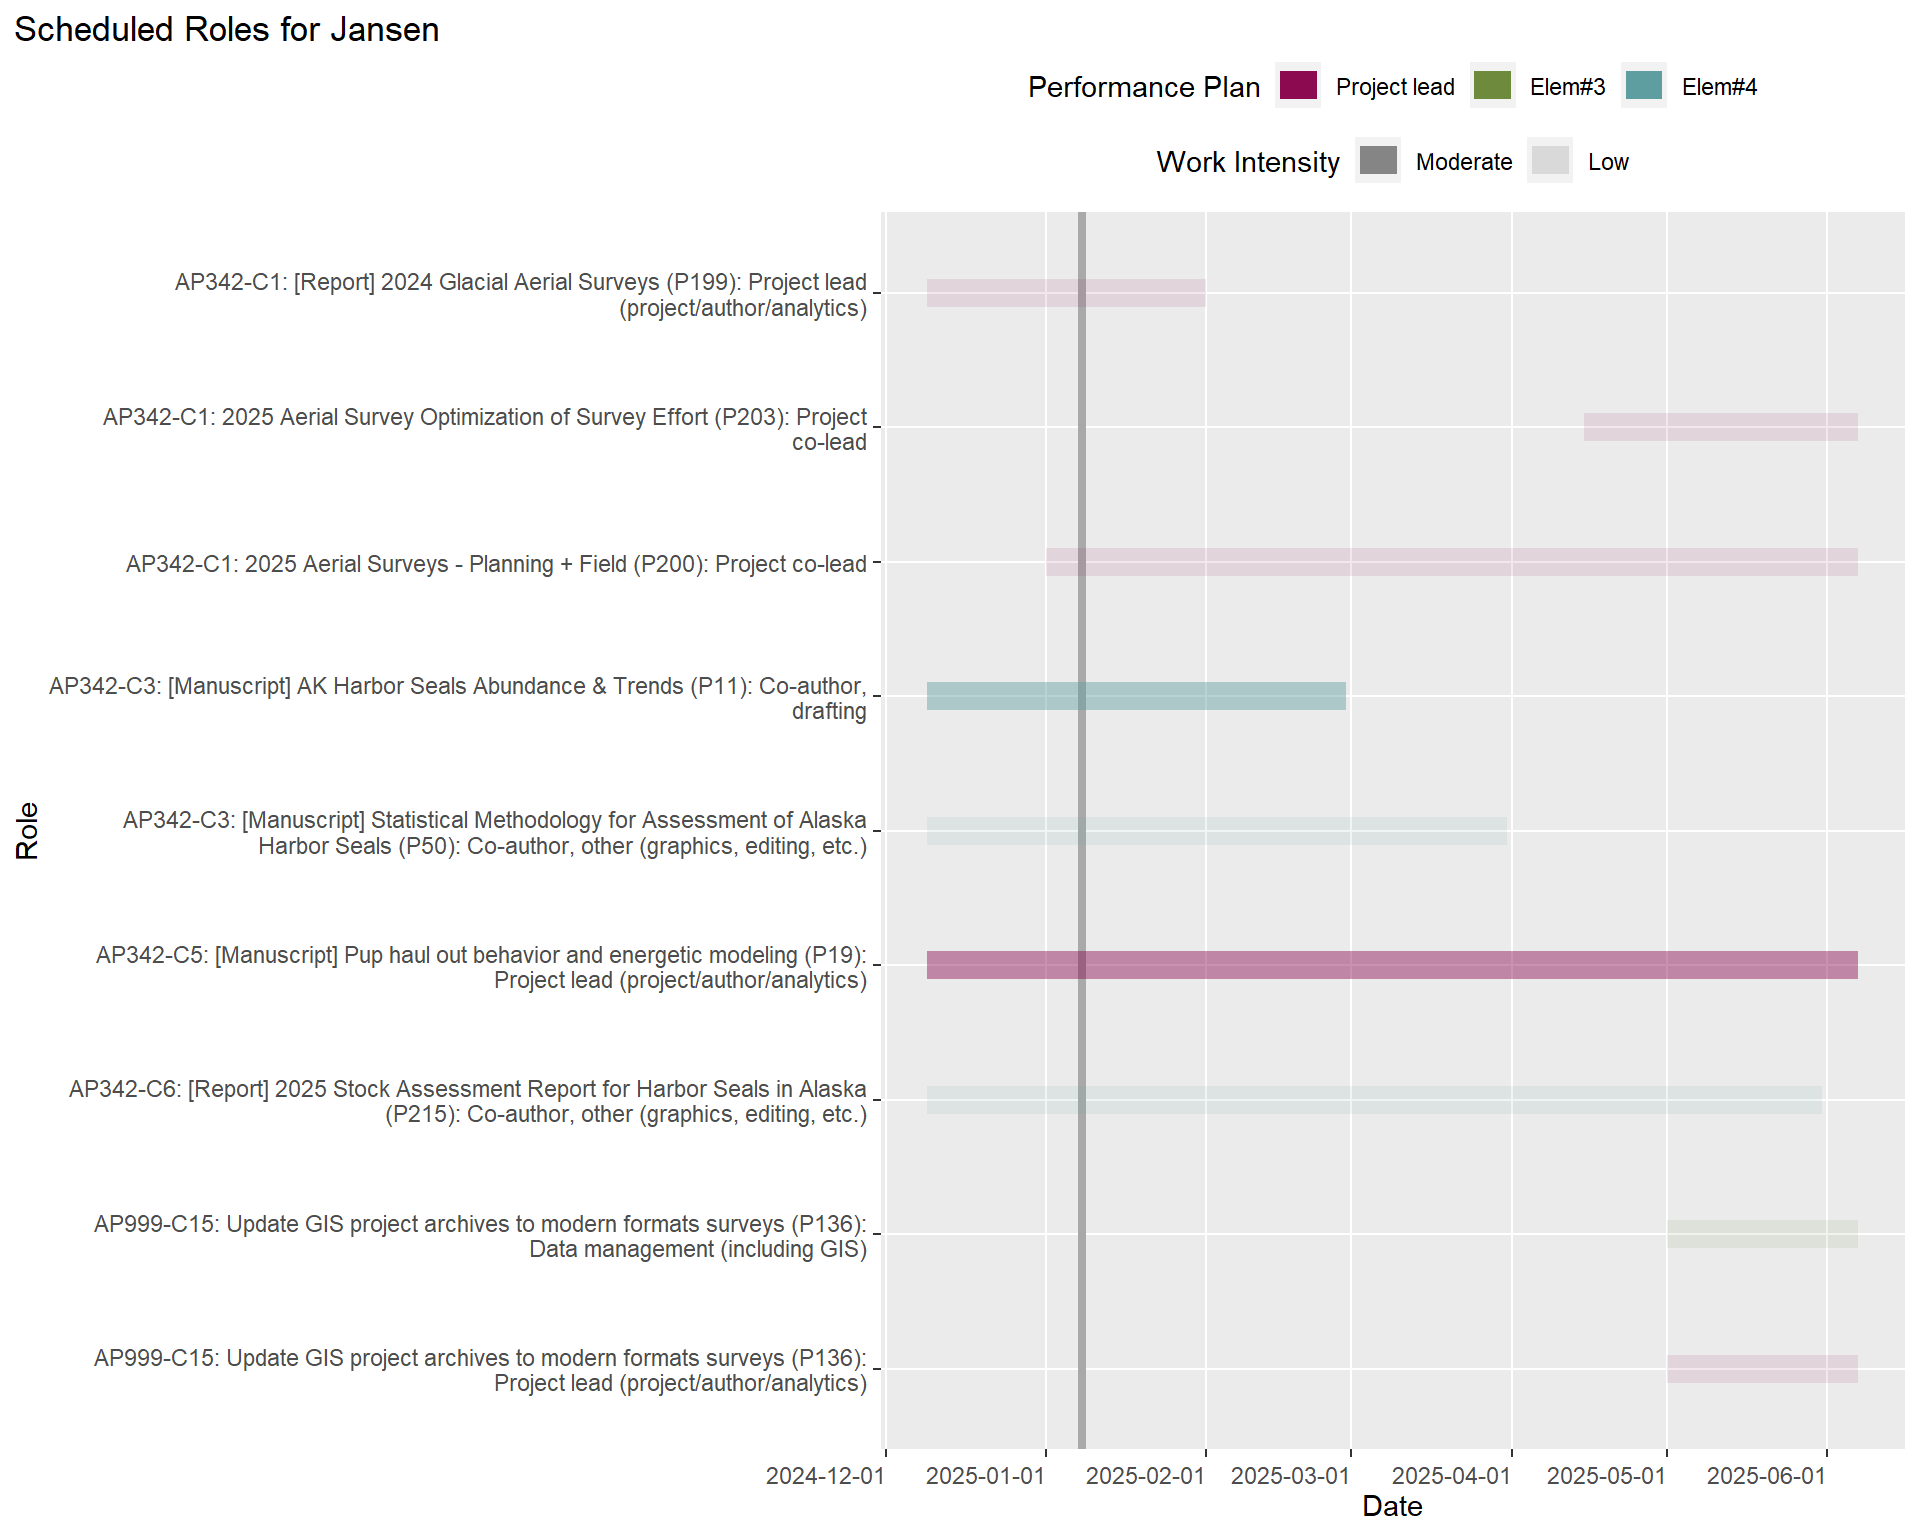 Scheduled Roles for Jansen
Performance Plan Project lead Elem#3 Elem#4
Work Intensity Moderate Low
AP342-C1: [Report] 2024 Glacial Aerial Surveys (P199): Project lead
(project/author/analytics)
AP342-C1: 2025 Aerial Survey Optimization of Survey Effort (P203): Project
co-lead
AP342-C1: 2025 Aerial Surveys - Planning + Field (P200): Project co-lead
AP342-C3: [Manuscript] AK Harbor Seals Abundance & Trends (P11): Co-author,
drafting
AP342-C3: [Manuscript] Statistical Methodology for Assessment of Alaska
Harbor Seals (P50): Co-author, other (graphics, editing, etc.)
AP342-C5: [Manuscript] Pup haul out behavior and energetic modeling (P19):
Project lead (project/author/analytics)
AP342-C6: [Report] 2025 Stock Assessment Report for Harbor Seals in Alaska
(P215): Co-author, other (graphics, editing, etc.)
AP999-C15: Update GIS project archives to modern formats surveys (P136):
Data management (including GIS)
AP999-C15: Update GIS project archives to modern formats surveys (P136):
Project lead (project/author/analytics)
Role
2024-12-01 2025-01-01 2025-02-01 2025-03-01 2025-04-01 2025-05-01 2025-06-01
Date